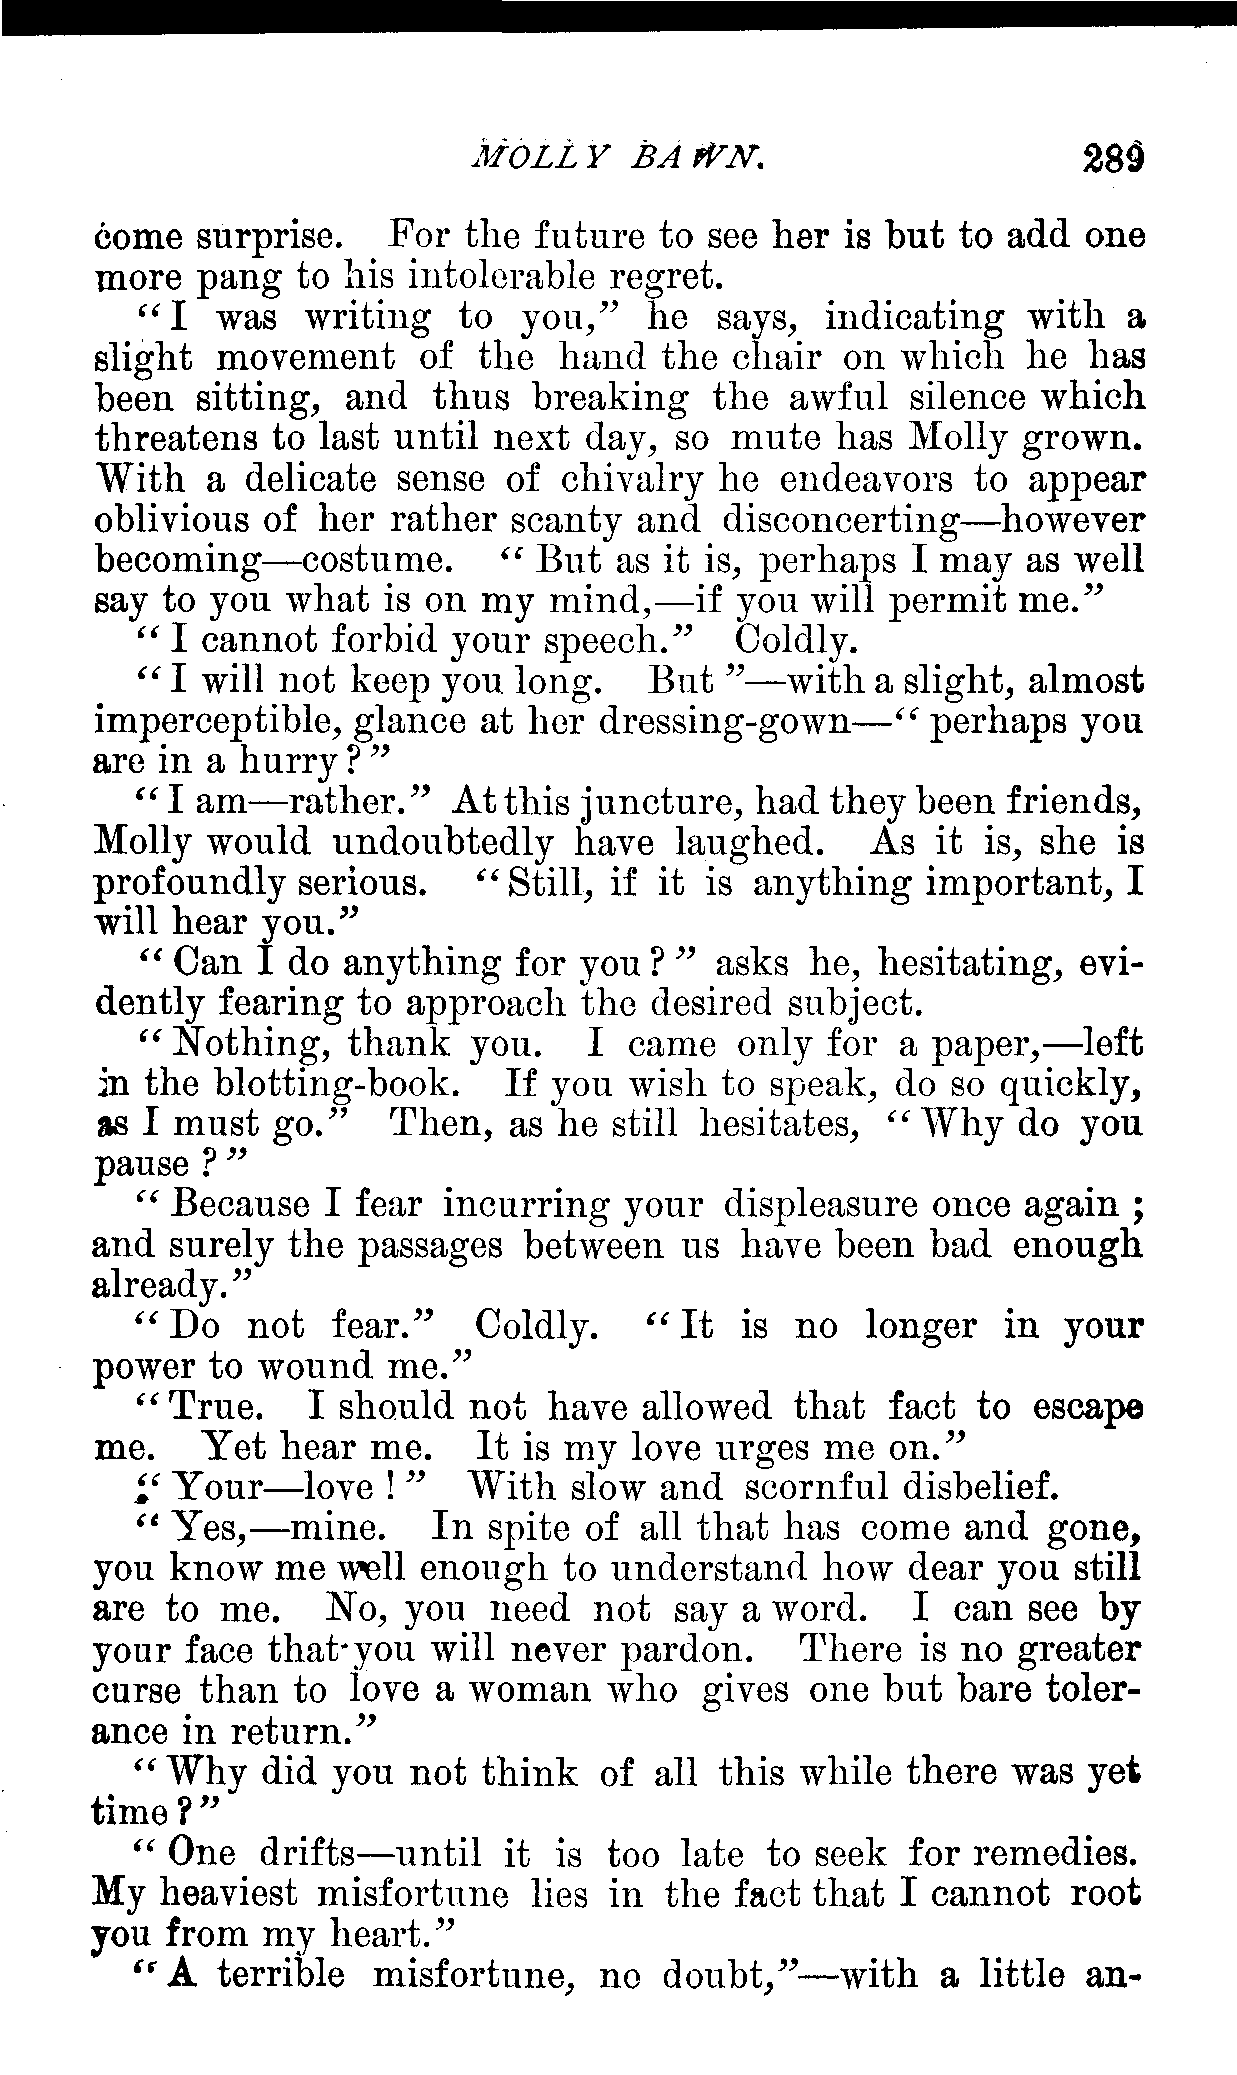 MOLLY BAWN. 289
come surprise. For the future to see her is but to add one
more pang to his intolerable regret.
“I was writing to you,” he says, indicating with a
slight movement of the hand the chair on which he has
been sitting, and thus breaking the awful silence which
threatens to last until next day, so mute has Molly grown.
With a delicate sense of chivalry he endeavors to appear
oblivious of her rather scanty and disconcerting—however
becoming—costume. “But as it is, perhaps I may as well
say to you what is on my mind,—if you will permit me.”
“I cannot forbid your speech.” Coldly.
“I will not keep you long. But”—with a slight, almost
imperceptible, glance at her dressing-gown—“perhaps you
are in a hurry?”
“I am—rather.” At this juncture, had they been friends,
Molly would undoubtedly have laughed. As it is, she is
profoundly serious. “Still, if it is anything important, I
will hear you.”
“Can I do anything for you?” asks he, hesitating, evi-
dently fearing to approach the desired subject.
“Nothing, thank you. I came only for a paper,—left
in the blotting-book. If you wish to speak, do so quickly,
as I must go.” Then, as he still hesitates, “Why do you
pause?”
“Because I fear incurring your displeasure once again;
and surely the passages between us have been bad enough
already.”
“Do not fear.” Coldly. “It is no longer in your
power to wound me.”
“True. I should not have allowed that fact to escape
me. Yet hear me. It is my love urges me on.”
“Your—love!” With slow and scornful disbelief.
“Yes,—mine. In spite of all that has come and gone,
you know me well enough to understand how dear you still
are to me. No, you need not say a word. I can see by
your face that you will never pardon. There is no greater
curse than to love a woman who gives one but bare toler-
ance in return.”
“Why did you not think of all this while there was yet
time?”
“One drifts—until it is too late to seek for remedies.
My heaviest misfortune lies in the fact that I cannot root
you from my heart.”
“A terrible misfortune, no doubt,”—with a little an-